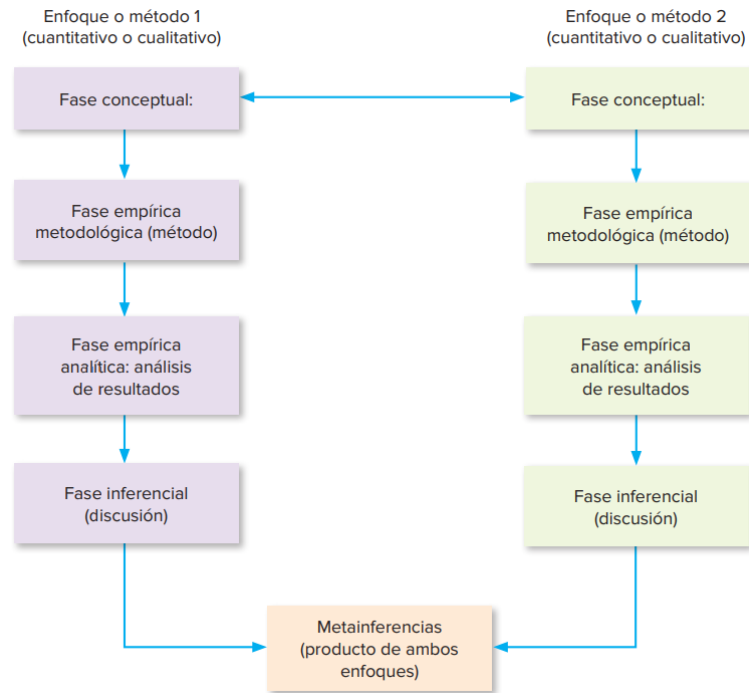 Enfoque o método 1
(cuantitativo o cualitativo)
Enfoque o método 2
(cuantitativo o cualitativo)
Fase conceptual:
Fase conceptual:
Fase empírica
metodológica (método)
Fase empírica
metodológica (método)
Fase empírica
analítica: análisis
de resultados
Fase empírica
analítica: análisis
de resultados
Fase inferencial
(discusión)
Fase inferencial
(discusión)
Metainferencias
(producto de ambos
enfoques)